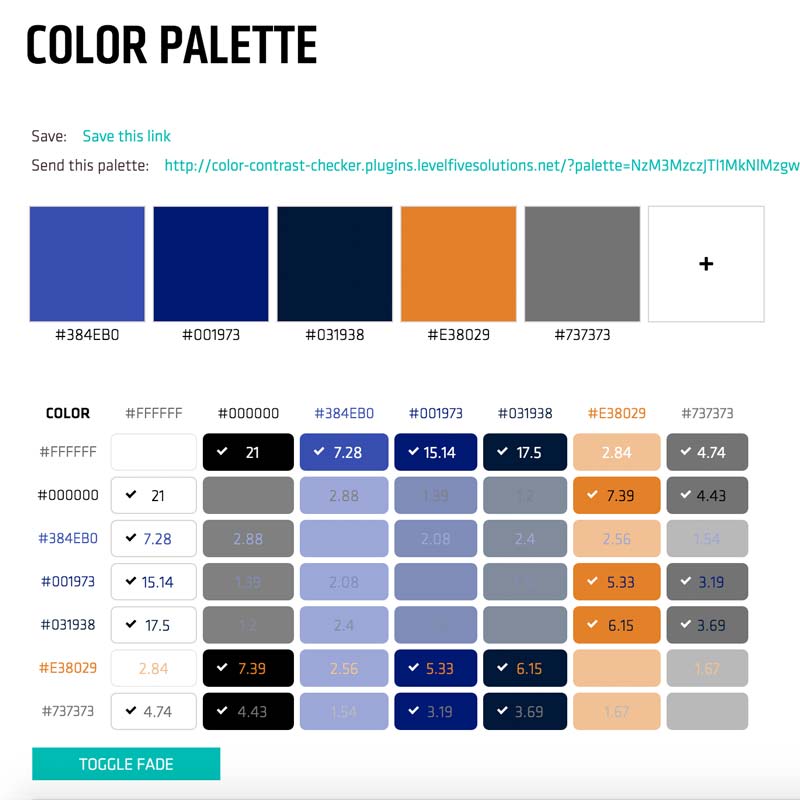 COLOR PALETTE
Save: Save this link
Send this palette: http://color-contrast-checker.plugins.levelfivesolutions.net/?palette=NzM3MzczJTI1MkNlMzgw
+
#384EB0 #001973 #031938 #E38029 #737373
COLOR #FFFFFF #000000 #384EB0 #001973 #031938 #E38029 #737373
#FFFFFF 21 7.28 15.14 17.5 2.84 4.74
#000000 21 2.88 1.39 1.2 7.39 4.43
#384EB0 7.28 2.88 2.08 2.4 2.56 1.54
#001973 15.14 1.39 2.08 5.33 3.19
#031938 17.5 1.2 2.4 6.15 3.69
#E38029 2.84 7.39 2.56 5.33 6.15 1.67
#737373 4.74 4.43 1.54 3.19 3.69 1.67
TOGGLE FADE